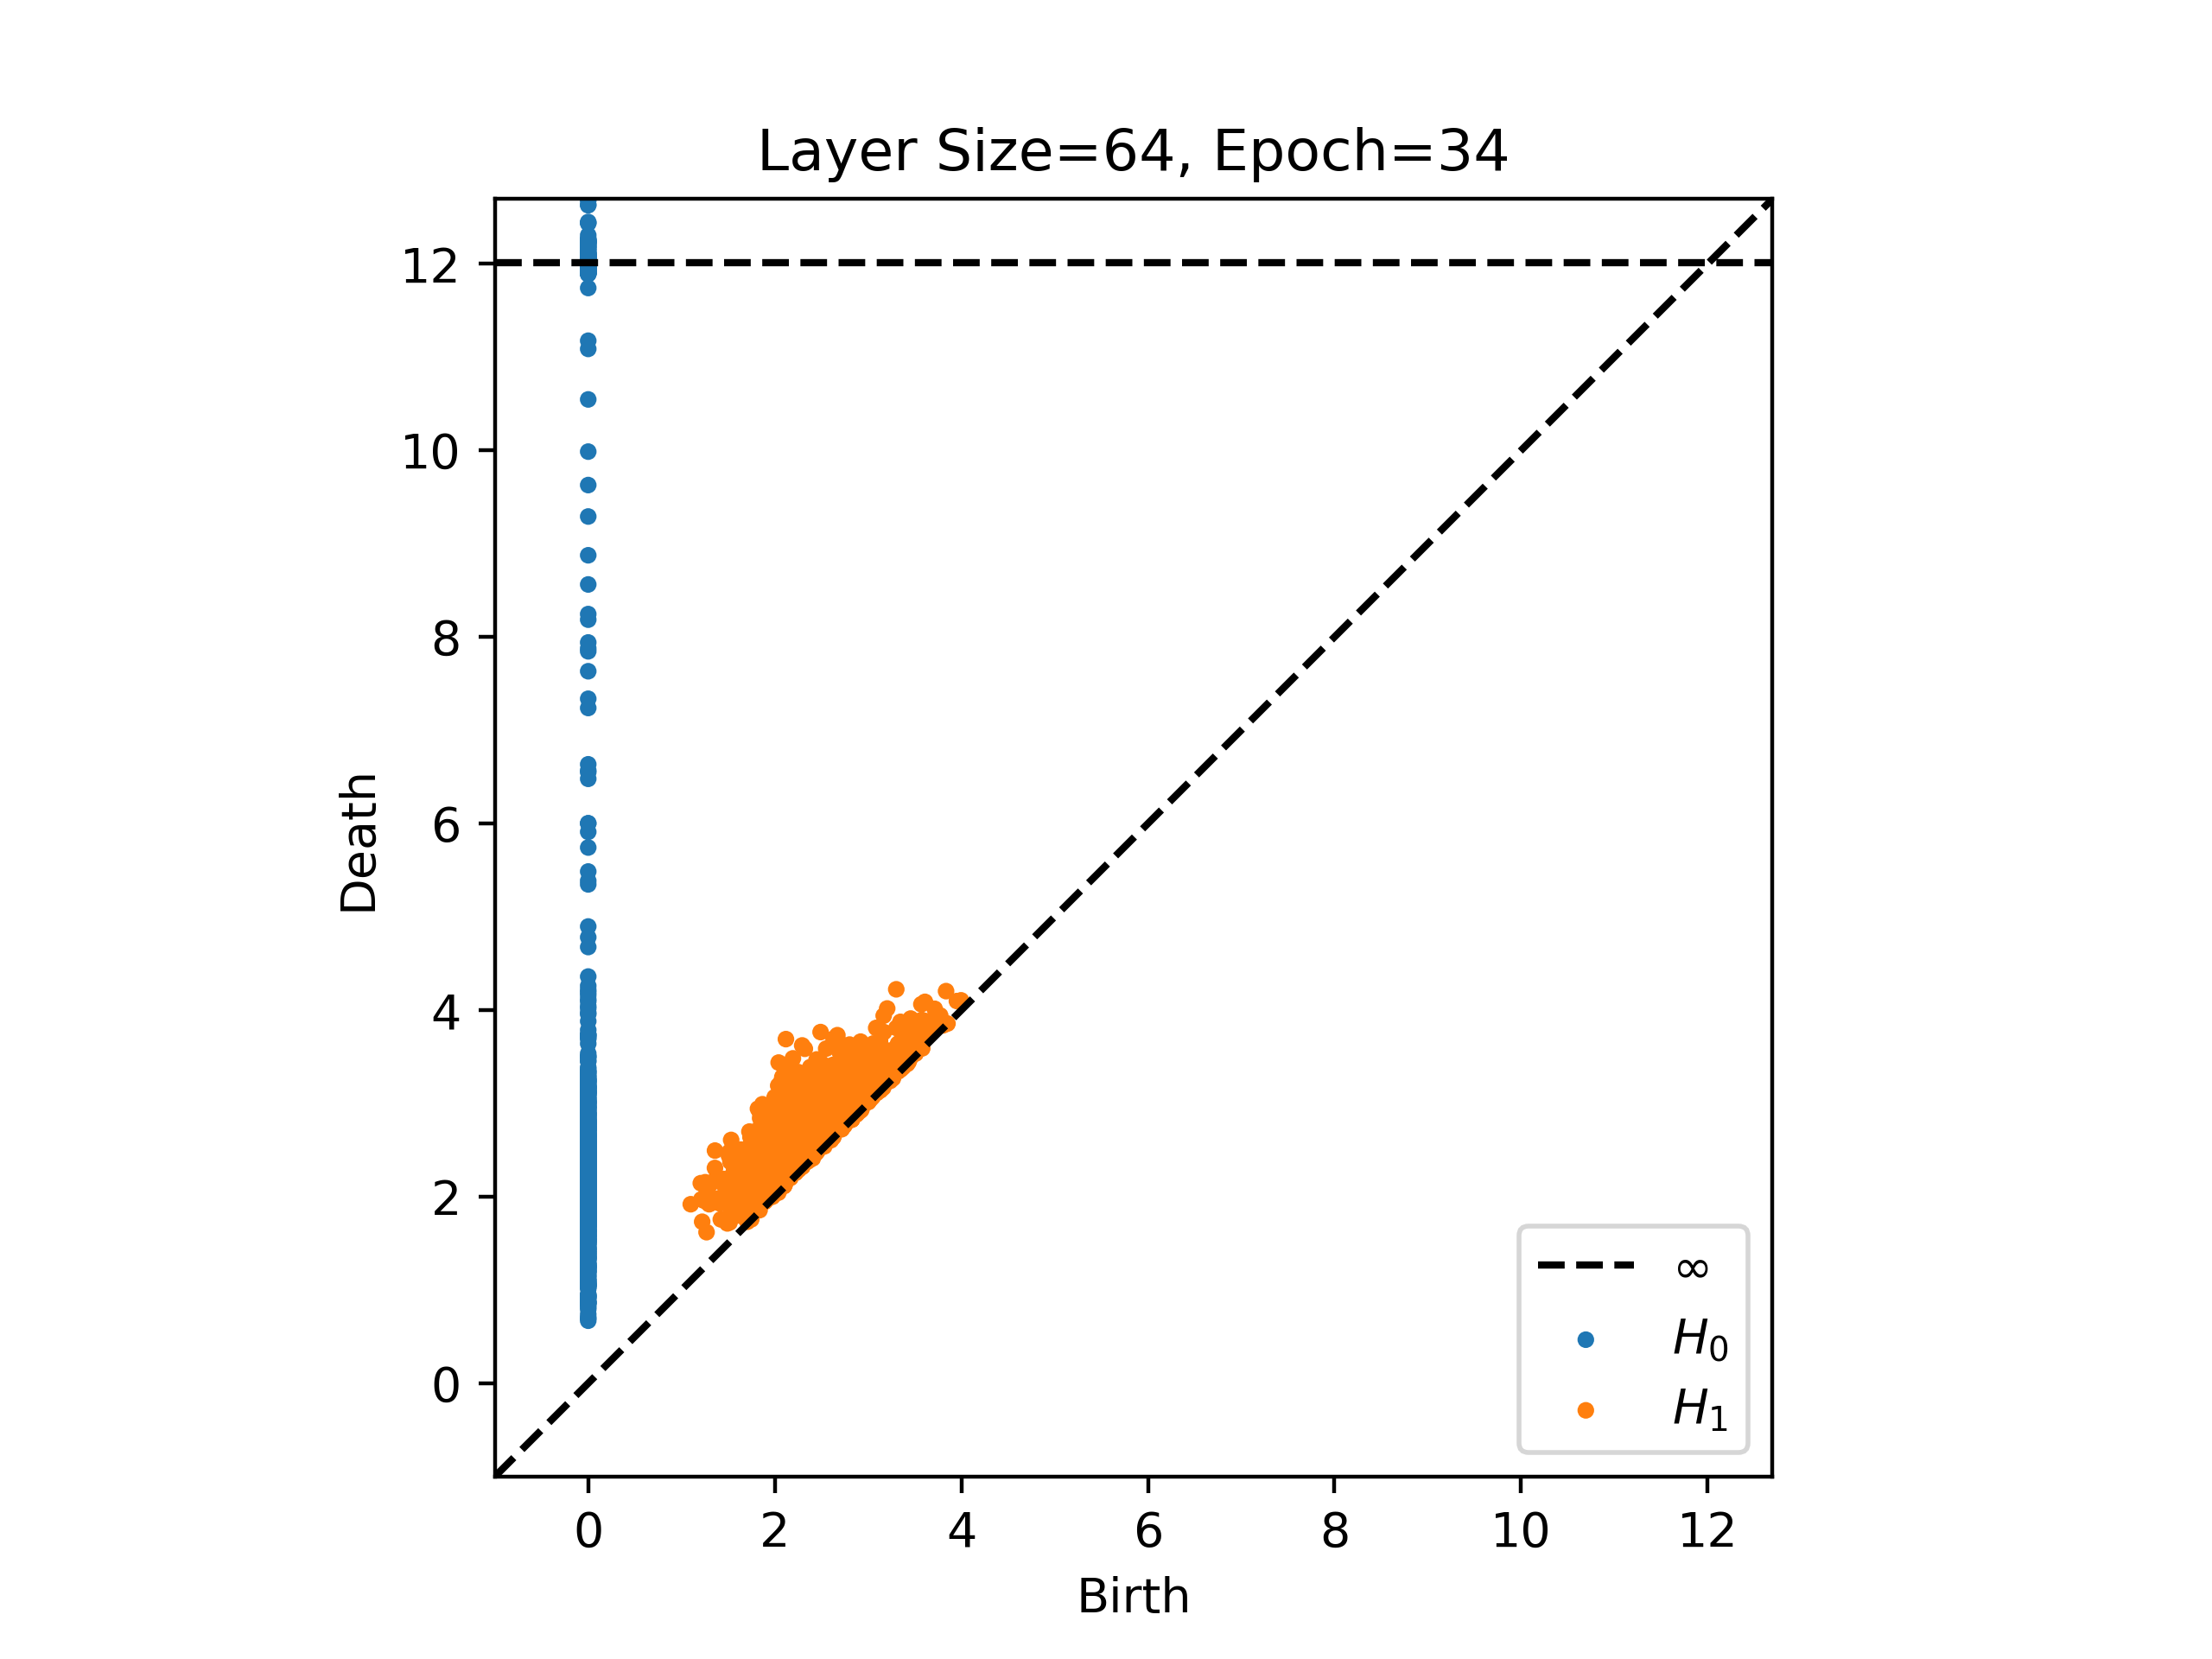 Layer Size=64, Epoch=34
12
10
8
6
4
2
0
Death
0 2 4 6 8 10 12
Birth
∞
H₀
H₁